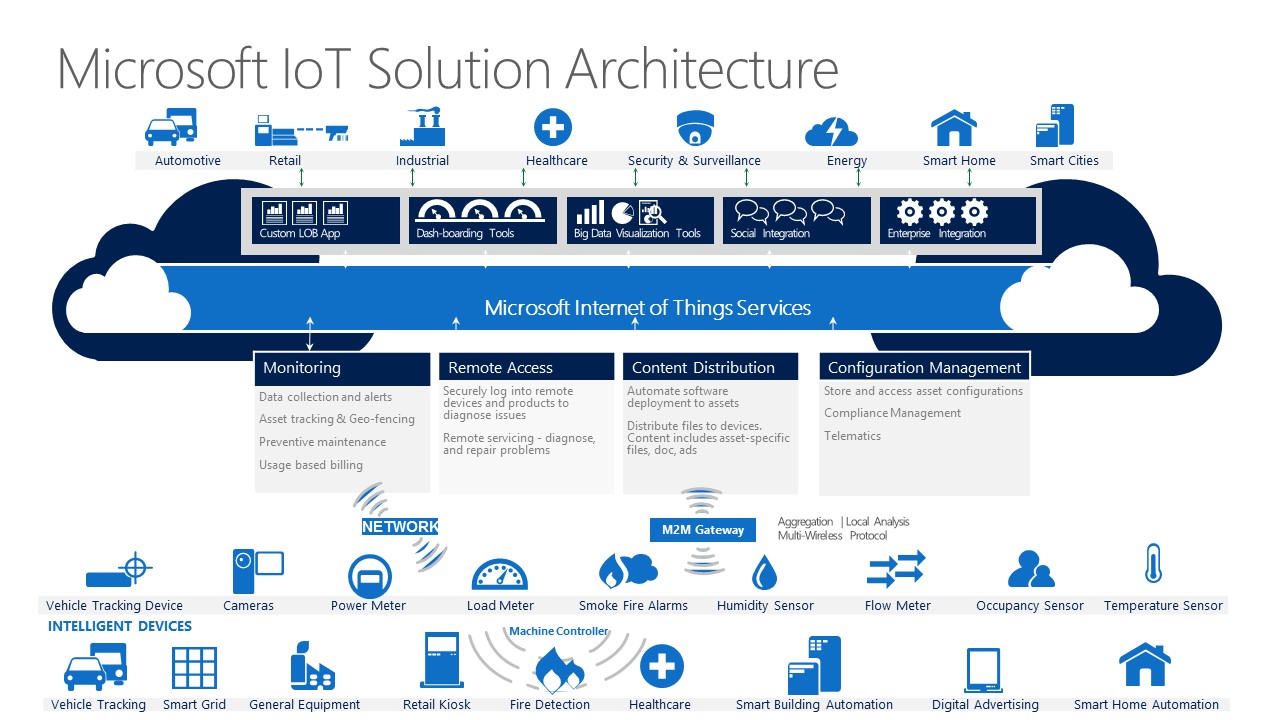 Microsoft IoT Solution Architecture
Automotive
Retail
Industrial
Healthcare
Security & Surveillance
Energy
Smart Home
Smart Cities
Custom LOB App
Dash-boarding Tools
Big Data Visualization Tools
Social Integration
Enterprise Integration
Microsoft Internet of Things Services
Monitoring
Data collection and alerts
Asset tracking & Geo-fencing
Preventive maintenance
Usage based billing
Remote Access
Securely log into remote
devices and products to
diagnose issues
Remote servicing - diagnose,
and repair problems
Content Distribution
Automate software
deployment to assets
Distribute files to devices.
Content includes asset-specific
files, doc, ads
Configuration Management
Store and access asset configurations
Compliance Management
Telematics
NETWORK
M2M Gateway
Aggregation | Local Analysis
Multi-Wireless Protocol
Vehicle Tracking Device
Cameras
Power Meter
Load Meter
Smoke Fire Alarms
Humidity Sensor
Flow Meter
Occupancy Sensor
Temperature Sensor
INTELLIGENT DEVICES
Machine Controller
Vehicle Tracking
Smart Grid
General Equipment
Retail Kiosk
Fire Detection
Healthcare
Smart Building Automation
Digital Advertising
Smart Home Automation